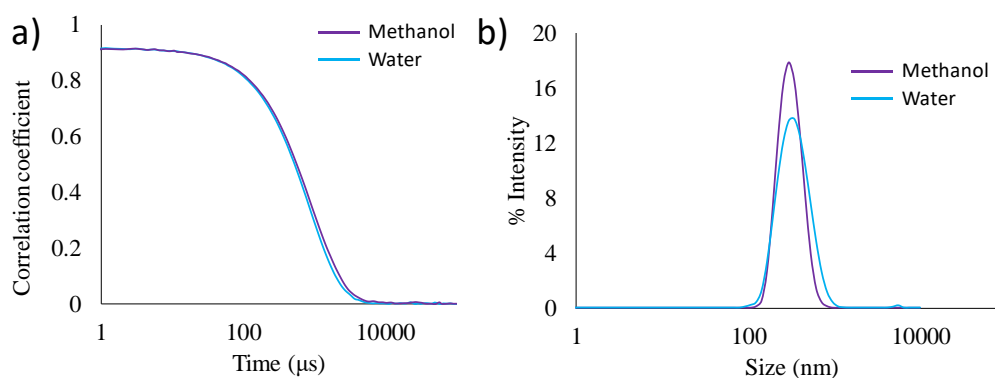 a)
Correlation coefficient
1
0.8
0.6
0.4
0.2
0
Methanol
Water
1
100
10000
Time (μs)
b)
% Intensity
20
16
12
8
4
0
Methanol
Water
1
100
10000
Size (nm)